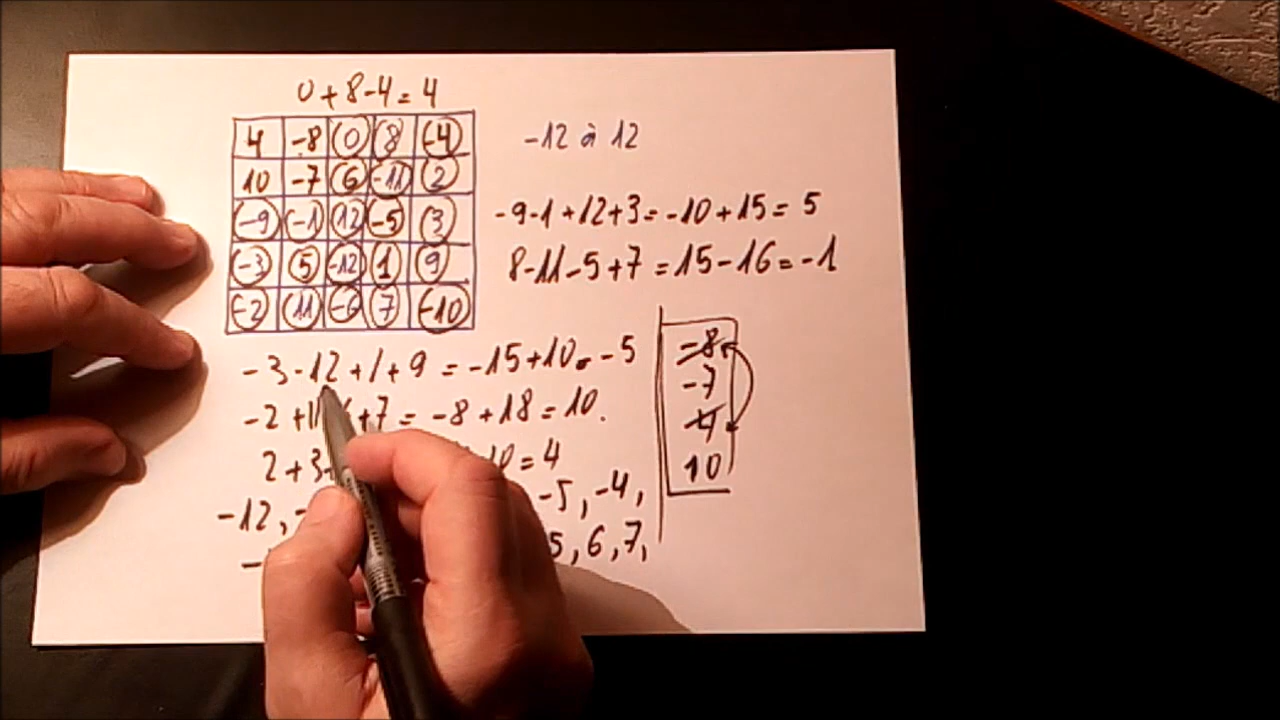 0 + 8 - 4 = 4
4 -8 0 8 -4
10 -7 6 -11 2
-9 -1 12 -5 3
-3 5 -12 1 9
-2 11 -6 7 -10
-12 à 12
-9 -1 + 12 + 3 = -10 + 15 = 5
8 - 11 - 5 + 7 = 15 - 16 = -1
-3 - 12 + 1 + 9 = -15 + 10 = -5
-2 + 11 + 7 = -8 + 18 = 10.
2 + 3 10 = 4
-12, - -5, -4,
- 5, 6, 7,
-8
-7
4
10